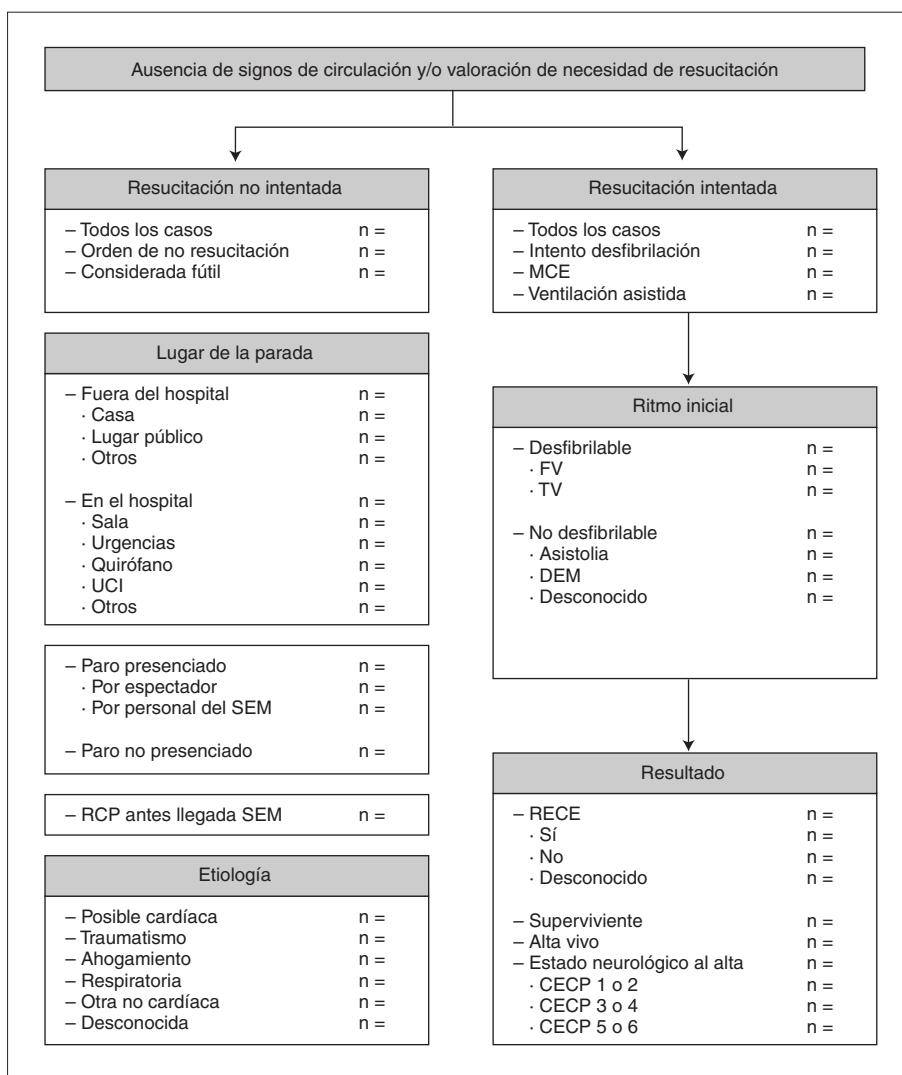 Ausencia de signos de circulación y/o valoración de necesidad de resucitación
Resucitación no intentada
– Todos los casos n =
– Orden de no resucitación n =
– Considerada fútil n =
Lugar de la parada
– Fuera del hospital n =
· Casa n =
· Lugar público n =
· Otros n =
– En el hospital n =
· Sala n =
· Urgencias n =
· Quirófano n =
· UCI n =
· Otros n =
– Paro presenciado n =
· Por espectador n =
· Por personal del SEM n =
– Paro no presenciado n =
– RCP antes llegada SEM n =
Etiología
– Posible cardíaca n =
– Traumatismo n =
– Ahogamiento n =
– Respiratoria n =
– Otra no cardíaca n =
– Desconocida n =
Resucitación intentada
– Todos los casos n =
– Intento desfibrilación n =
– MCE n =
– Ventilación asistida n =
Ritmo inicial
– Desfibrilable n =
· FV n =
· TV n =
– No desfibrilable n =
· Asistolia n =
· DEM n =
· Desconocido n =
Resultado
– RECE n =
· Sí n =
· No n =
· Desconocido n =
– Superviviente n =
– Alta vivo n =
– Estado neurológico al alta n =
· CECP 1 o 2 n =
· CECP 3 o 4 n =
· CECP 5 o 6 n =